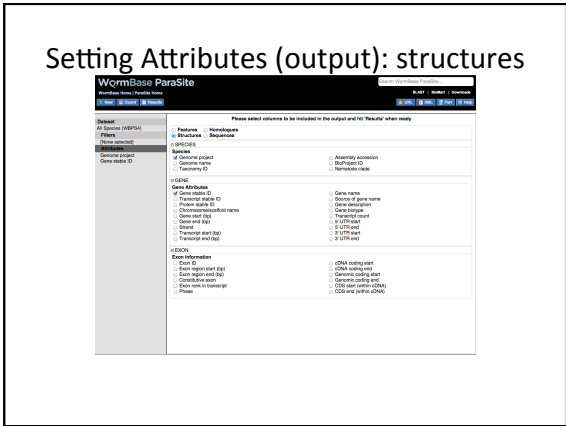 Setting Attributes (output): structures
WormBase ParaSite
Search WormBase ParaSite...
WormBase Home | ParaSite Home
BLAST | BioMart | Downloads
New Count Results
URL XML Perl Help
Dataset
All Species (WBPS4)
Filters
[None selected]
Attributes
Genome project
Gene stable ID
Please select columns to be included in the output and hit 'Results' when ready
Features Homologues
Structures Sequences
SPECIES
Species
Genome project
Genome name
Taxonomy ID
Assembly accession
BioProject ID
Nematode clade
GENE
Gene Attributes
Gene stable ID
Transcript stable ID
Protein stable ID
Chromosome/scaffold name
Gene start (bp)
Gene end (bp)
Strand
Transcript start (bp)
Transcript end (bp)
Gene name
Source of gene name
Gene description
Gene biotype
Transcript count
5' UTR start
5' UTR end
3' UTR start
3' UTR end
EXON
Exon Information
Exon ID
Exon region start (bp)
Exon region end (bp)
Constitutive exon
Exon rank in transcript
Phase
cDNA coding start
cDNA coding end
Genomic coding start
Genomic coding end
CDS start (within cDNA)
CDS end (within cDNA)